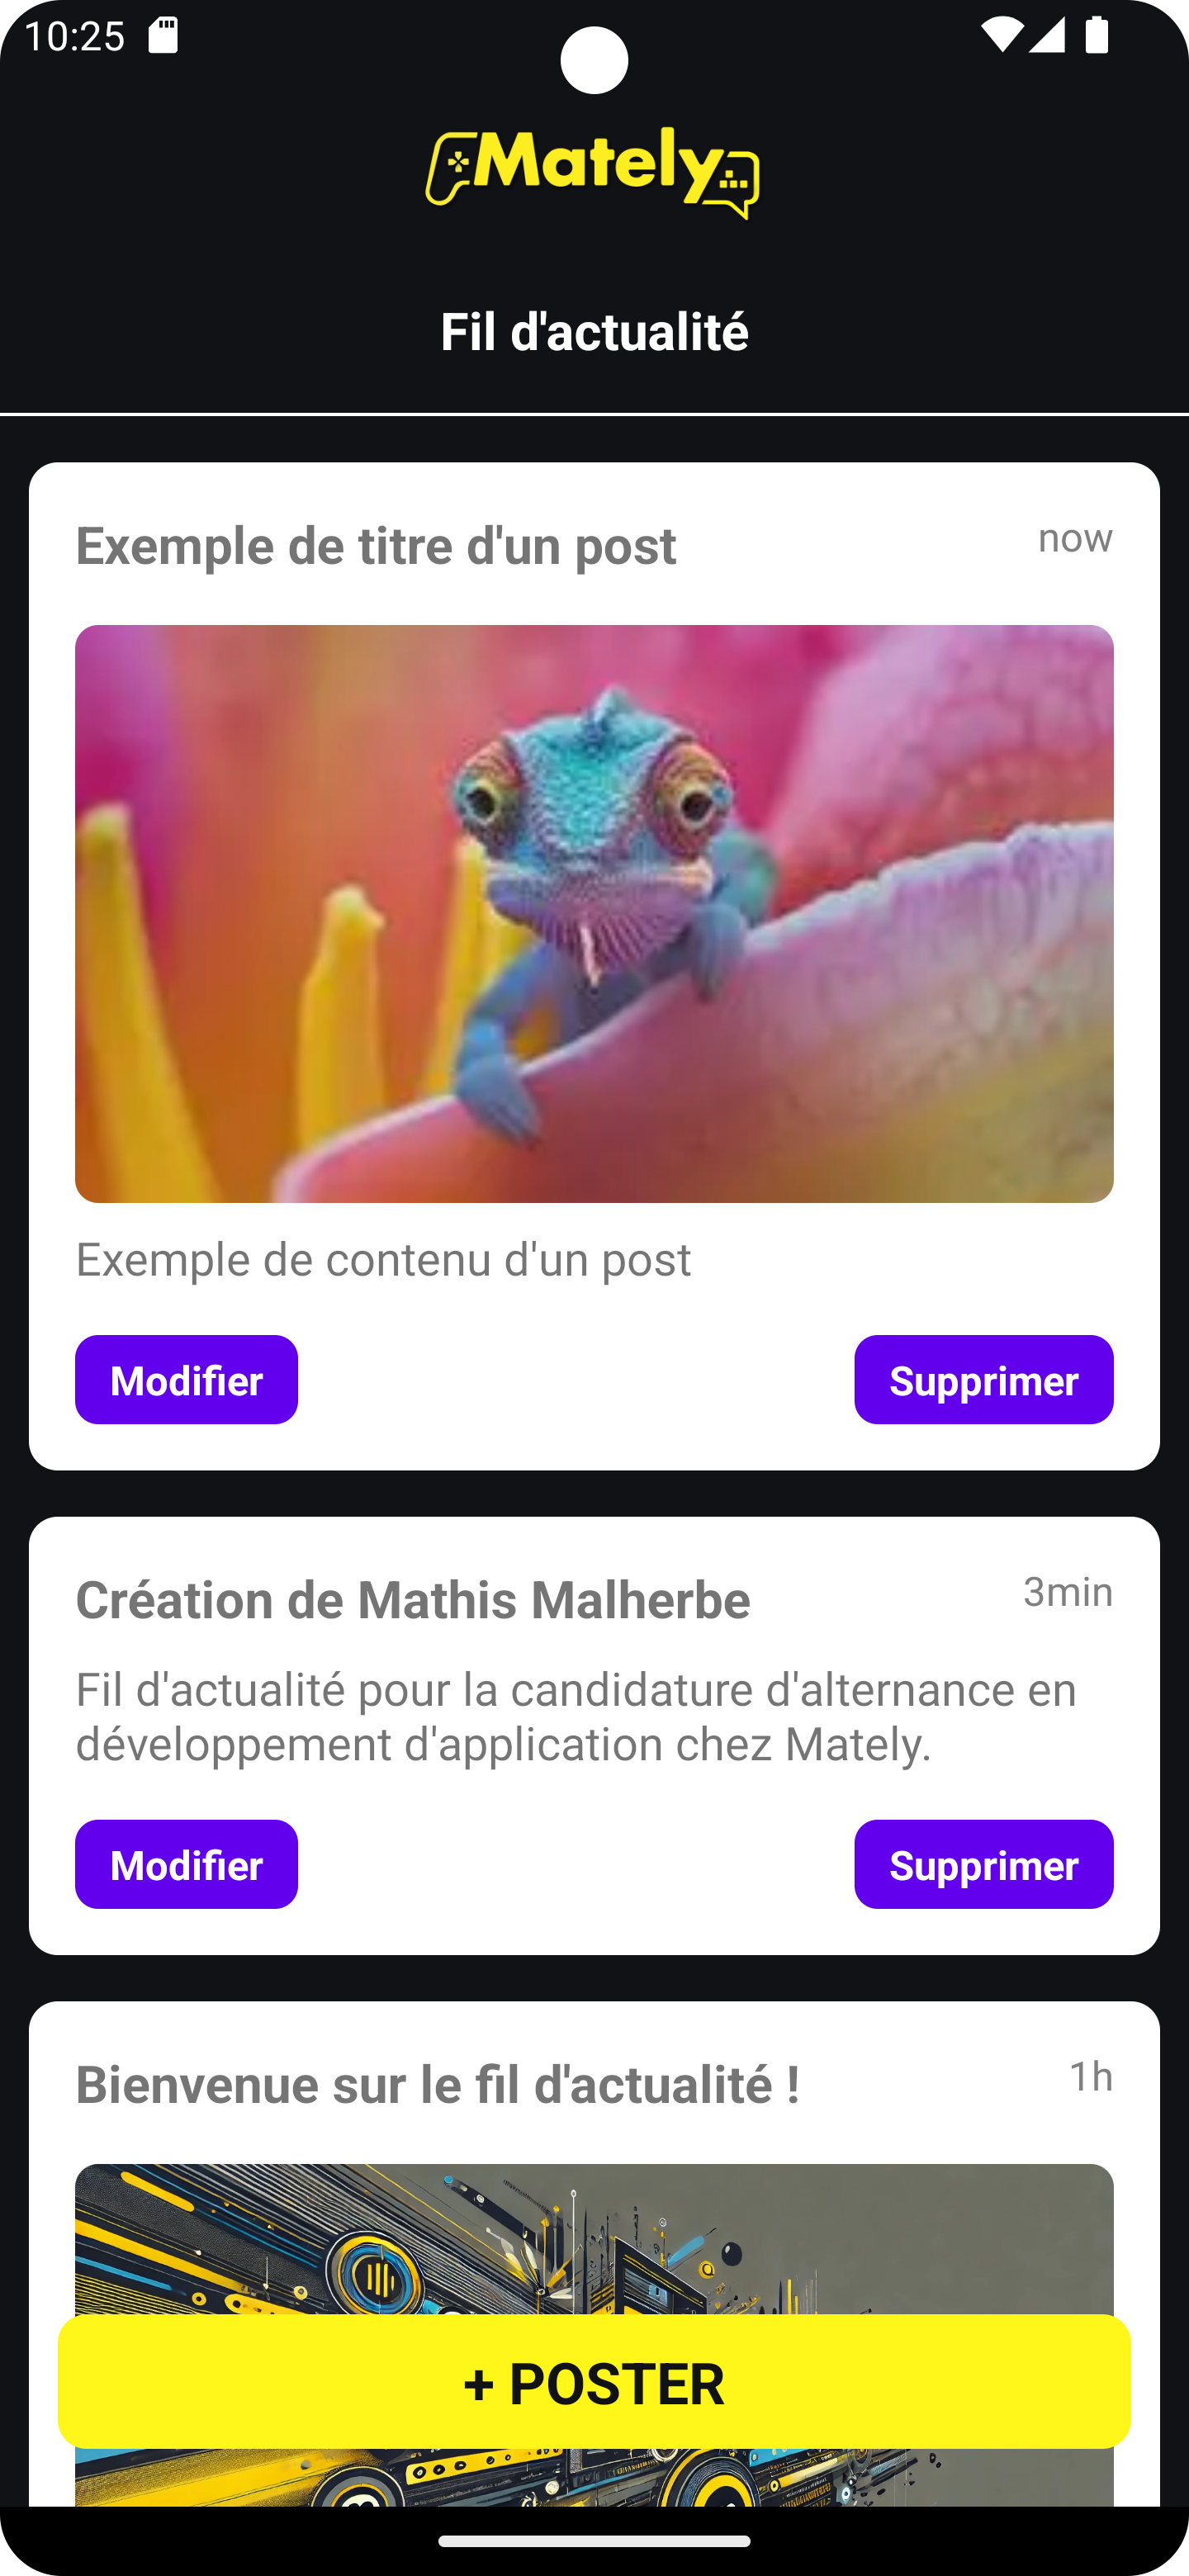 10:25
Mately
Fil d'actualité
Exemple de titre d'un post
now
Exemple de contenu d'un post
Modifier
Supprimer
Création de Mathis Malherbe
3min
Fil d'actualité pour la candidature d'alternance en
développement d'application chez Mately.
Modifier
Supprimer
Bienvenue sur le fil d'actualité !
1h
+ POSTER